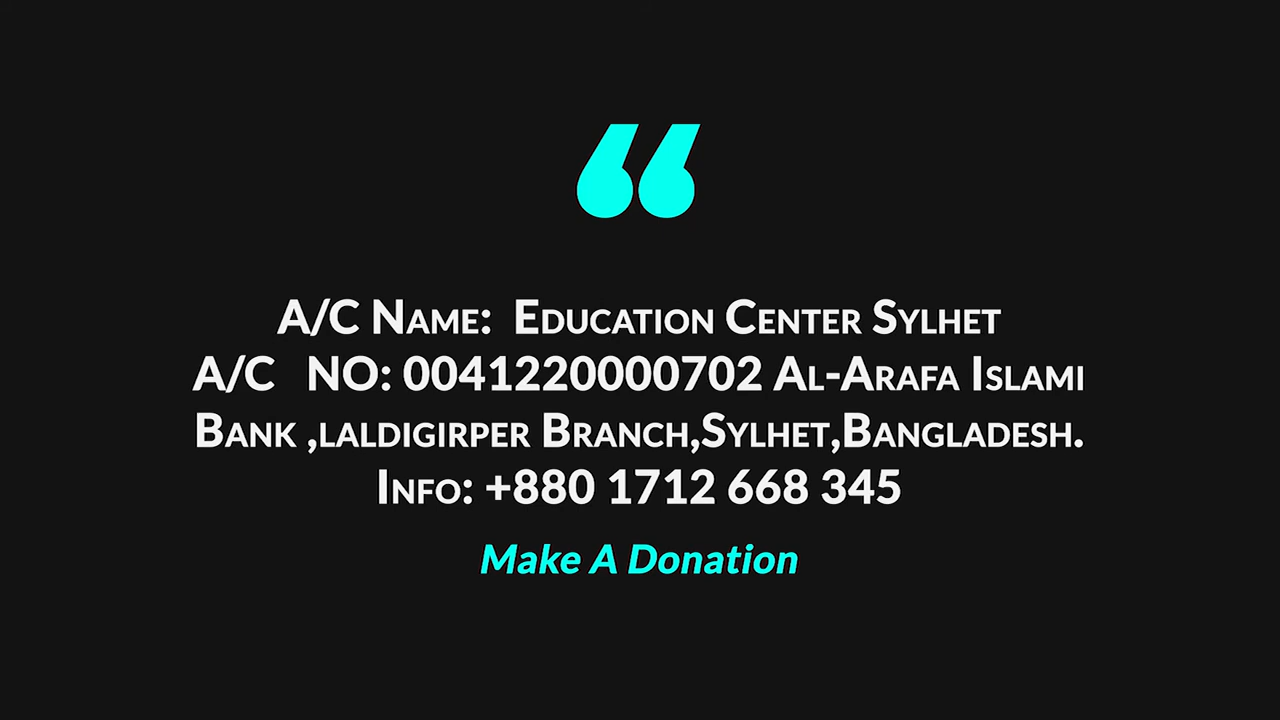 “
A/C Name:  Education Center Sylhet
A/C   NO: 0041220000702 Al-Arafa Islami
Bank ,laldigirper Branch,Sylhet,Bangladesh.
Info: +880 1712 668 345
Make A Donation